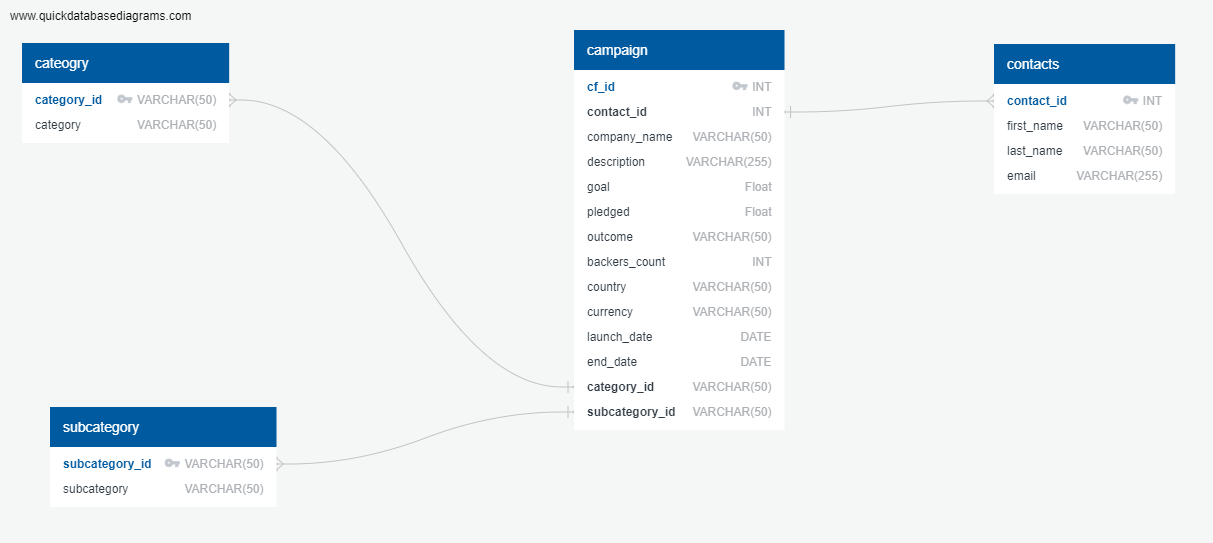 www.quickdatabasediagrams.com
cateogry
category_id VARCHAR(50)
category VARCHAR(50)
campaign
cf_id INT
contact_id INT
company_name VARCHAR(50)
description VARCHAR(255)
goal Float
pledged Float
outcome VARCHAR(50)
backers_count INT
country VARCHAR(50)
currency VARCHAR(50)
launch_date DATE
end_date DATE
category_id VARCHAR(50)
subcategory_id VARCHAR(50)
contacts
contact_id INT
first_name VARCHAR(50)
last_name VARCHAR(50)
email VARCHAR(255)
subcategory
subcategory_id VARCHAR(50)
subcategory VARCHAR(50)